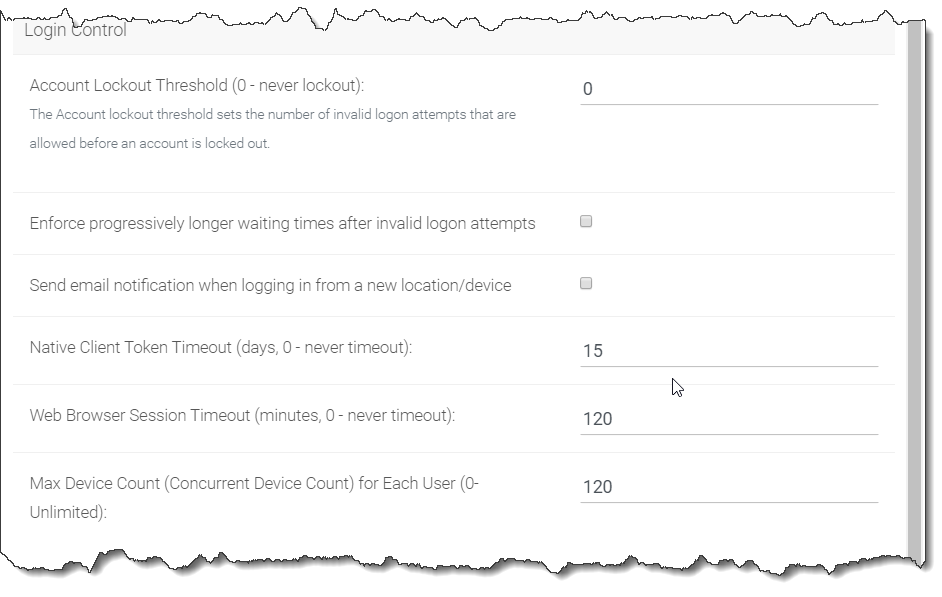 Login Control
Account Lockout Threshold (0 - never lockout):
0
The Account lockout threshold sets the number of invalid logon attempts that are
allowed before an account is locked out.
Enforce progressively longer waiting times after invalid logon attempts
Send email notification when logging in from a new location/device
Native Client Token Timeout (days, 0 - never timeout):
15
Web Browser Session Timeout (minutes, 0 - never timeout):
120
Max Device Count (Concurrent Device Count) for Each User (0-
Unlimited):
120